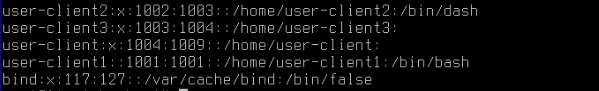 user-client2:x:1002:1003::/home/user-client2:/bin/dash
user-client3:x:1003:1004::/home/user-client3:
user-client:x:1004:1009::/home/user-client:
user-client1::1001:1001::/home/user-client1:/bin/bash
bind:x:117:127::/var/cache/bind:/bin/false